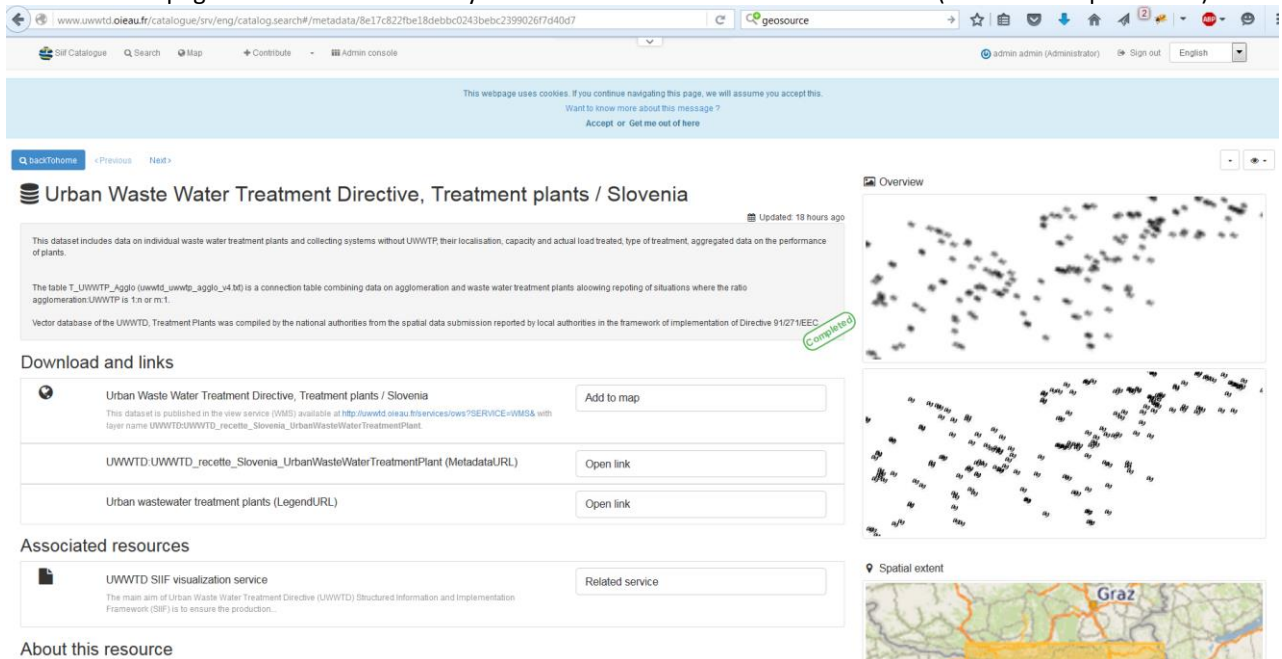 www.uwwtd.oieau.fr/catalogue/srv/eng/catalog.search#/metadata/8e17c822fbe18debbc0243bebc2399026f7d40d7
geosource
2
ABP
Siif Catalogue Search Map Contribute Admin console
admin admin (Administrator) Sign out English
This webpage uses cookies. If you continue navigating this page, we will assume you accept this.
Want to know more about this message ?
Accept or Get me out of here
backTohome <Previous Next>
Urban Waste Water Treatment Directive, Treatment plants / Slovenia
Updated: 18 hours ago
This dataset includes data on individual waste water treatment plants and collecting systems without UWWTP, their localisation, capacity and actual load treated, type of treatment, aggregated data on the performance
of plants.
The table T_UWWTP_Agglo (uwwtd_uwwtp_agglo_v4.txt) is a connection table combining data on agglomeration and waste water treatment plants aloowing repoting of situations where the ratio
agglomeration:UWWTP is 1:n or m:1.
Vector database of the UWWTD, Treatment Plants was compiled by the national authorities from the spatial data submission reported by local authorities in the framework of implementation of Directive 91/271/EEC.
Completed
Download and links
Urban Waste Water Treatment Directive, Treatment plants / Slovenia
Add to map
This dataset is published in the view service (WMS) available at http://uwwtd.oieau.fr/services/ows?SERVICE=WMS& with
layer name UWWTD:UWWTD_recette_Slovenia_UrbanWasteWaterTreatmentPlant.
UWWTD:UWWTD_recette_Slovenia_UrbanWasteWaterTreatmentPlant (MetadataURL)
Open link
Urban wastewater treatment plants (LegendURL)
Open link
Associated resources
UWWTD SIIF visualization service
Related service
The main aim of Urban Waste Water Treatment Directive (UWWTD) Structured Information and Implementation
Framework (SIIF) is to ensure the production...
About this resource
Overview
Spatial extent
Graz